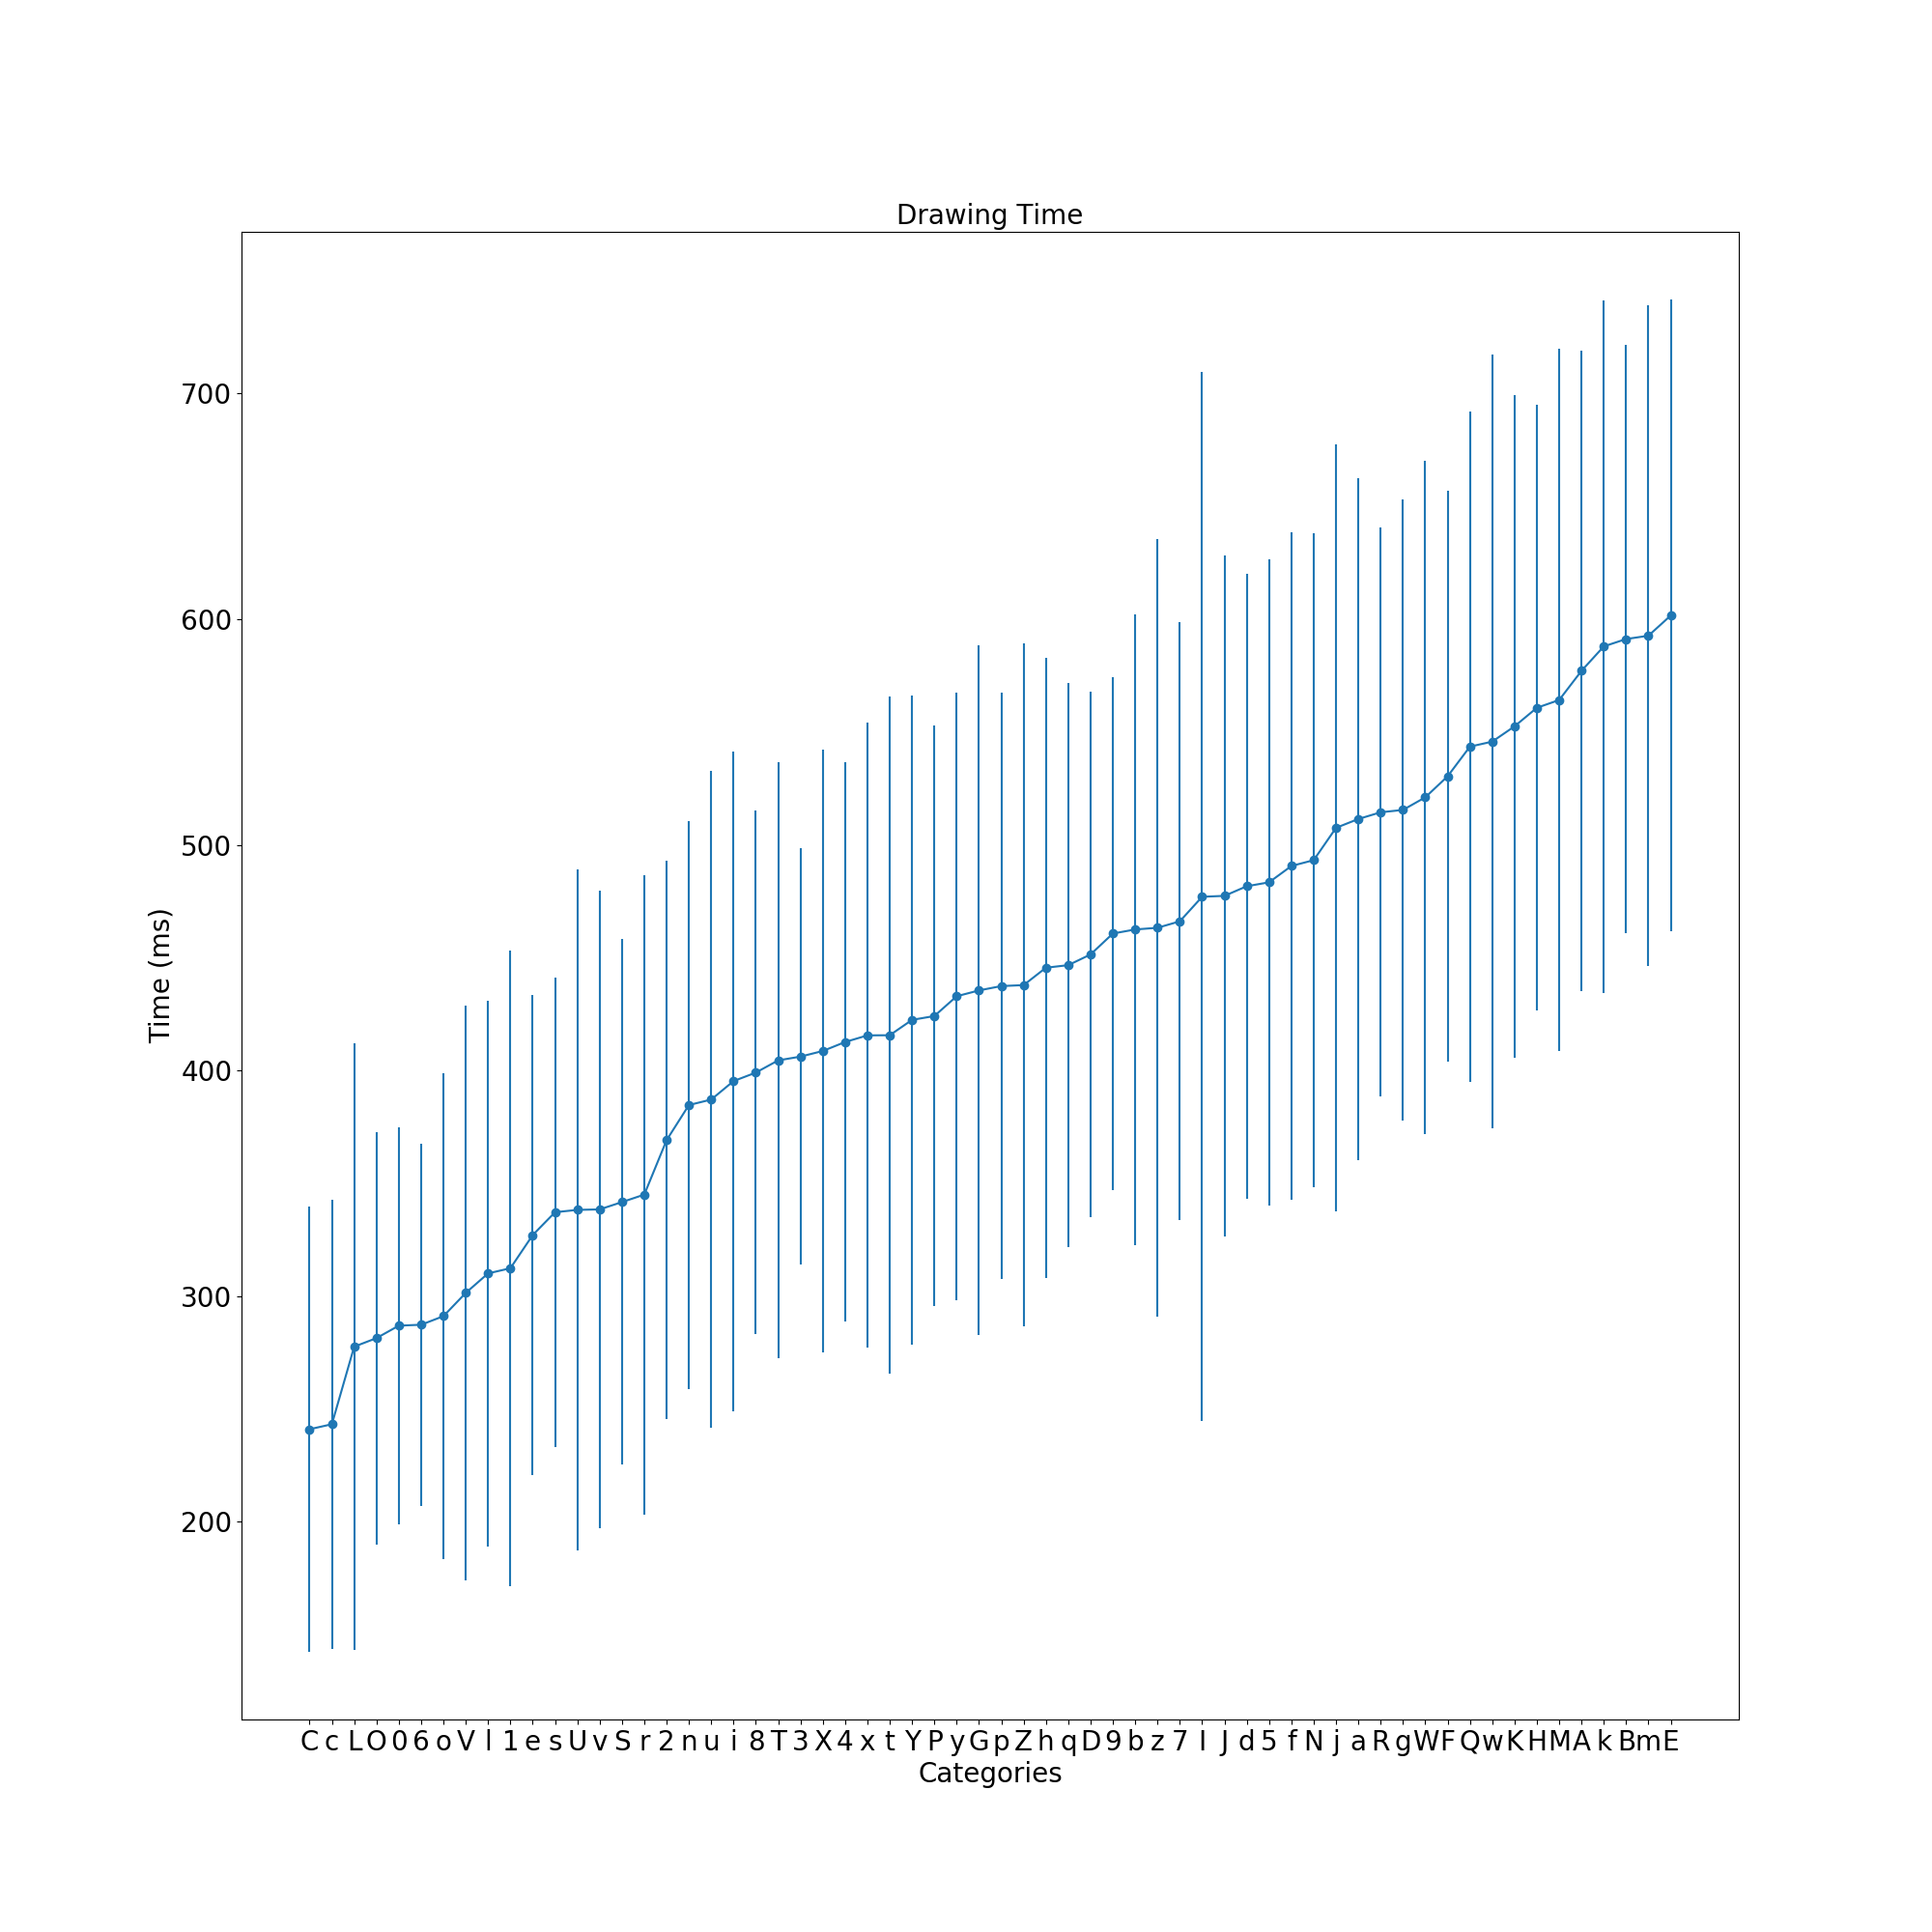 Drawing Time
Time (ms)
700
600
500
400
300
200
C c L O 0 6 o V l 1 e s U v S r 2 n u i 8 T 3 X 4 x t Y P y G p Z h q D 9 b z 7 I J d 5 f N j a R g W F Q w K H M A k B m E
Categories